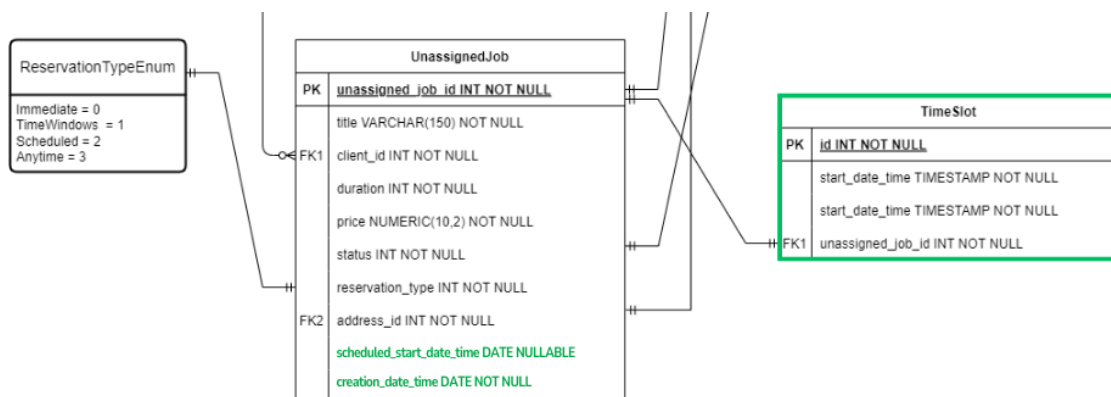 ReservationTypeEnum
Immediate = 0
TimeWindows = 1
Scheduled = 2
Anytime = 3
UnassignedJob
PK unassigned_job_id INT NOT NULL
title VARCHAR(150) NOT NULL
FK1 client_id INT NOT NULL
duration INT NOT NULL
price NUMERIC(10,2) NOT NULL
status INT NOT NULL
reservation_type INT NOT NULL
FK2 address_id INT NOT NULL
scheduled_start_date_time DATE NULLABLE
creation_date_time DATE NOT NULL
TimeSlot
PK id INT NOT NULL
start_date_time TIMESTAMP NOT NULL
start_date_time TIMESTAMP NOT NULL
FK1 unassigned_job_id INT NOT NULL